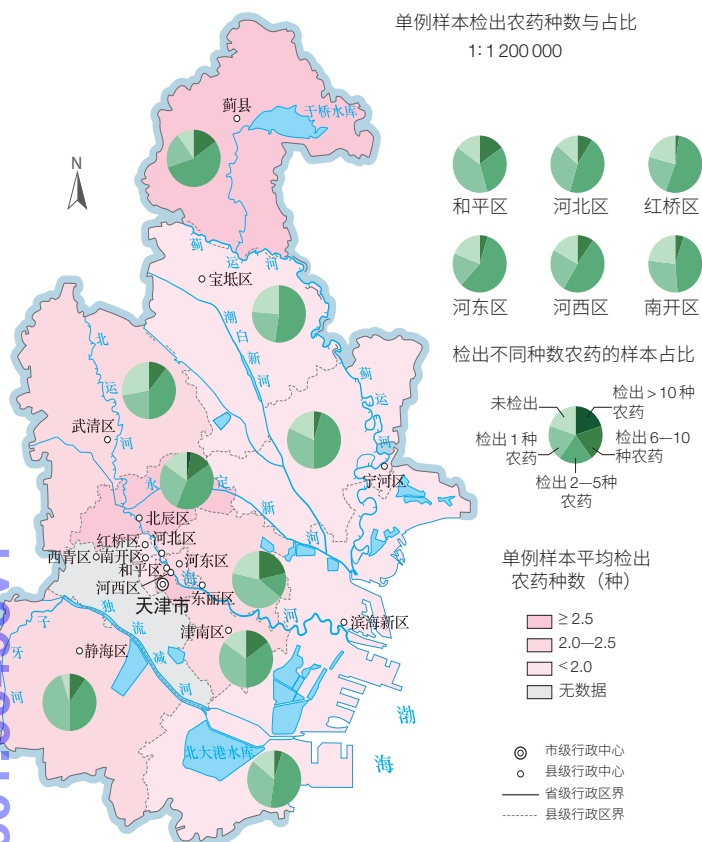 单例样本检出农药种数与占比
1:1 200 000
N
蓟县
于桥水库
和平区
河北区
红桥区
蓟
运
河
宝坻区
河东区
河西区
南开区
潮
白
新
河
北
运
河
检出不同种数农药的样本占比
蓟
运
河
未检出
检出>10种
农药
检出1种
农药
检出6—10
种农药
检出2—5种
农药
武清区
宁河区
永
定
新
河
北辰区
红桥区
河北区
西青区
南开区
河东区
和平区
海
河
河西区
东丽区
天津市
单例样本平均检出
农药种数（种）
≥2.5
2.0—2.5
<2.0
无数据
子
牙
河
独
流
减
河
津南区
滨海新区
静海区
渤
海
北大港水库
市级行政中心
县级行政中心
省级行政区界
县级行政区界